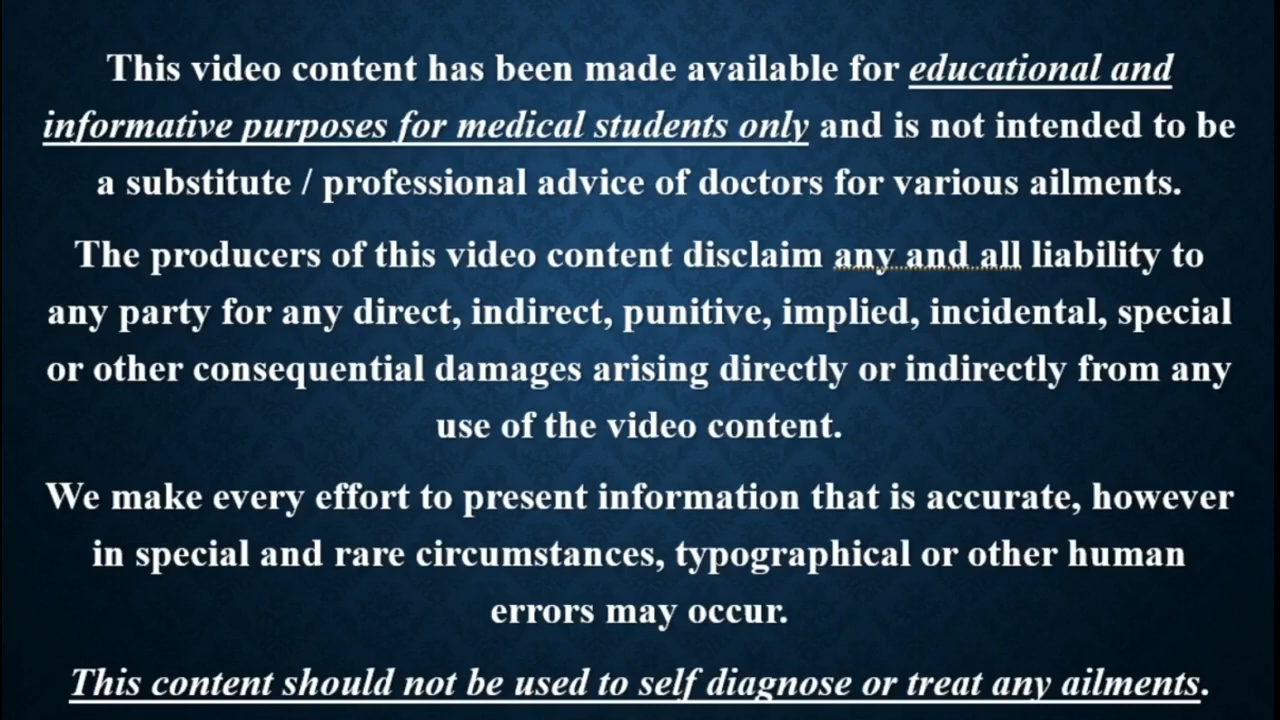 This video content has been made available for educational and
informative purposes for medical students only and is not intended to be
a substitute / professional advice of doctors for various ailments.
The producers of this video content disclaim any and all liability to
any party for any direct, indirect, punitive, implied, incidental, special
or other consequential damages arising directly or indirectly from any
use of the video content.
We make every effort to present information that is accurate, however
in special and rare circumstances, typographical or other human
errors may occur.
This content should not be used to self diagnose or treat any ailments.